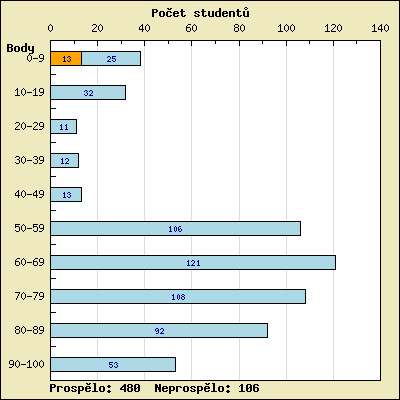 Počet studentů
0 20 40 60 80 100 120 140
Body
0-9 13 25
10-19 32
20-29 11
30-39 12
40-49 13
50-59 106
60-69 121
70-79 108
80-89 92
90-100 53
Prospělo: 480 Neprospělo: 106